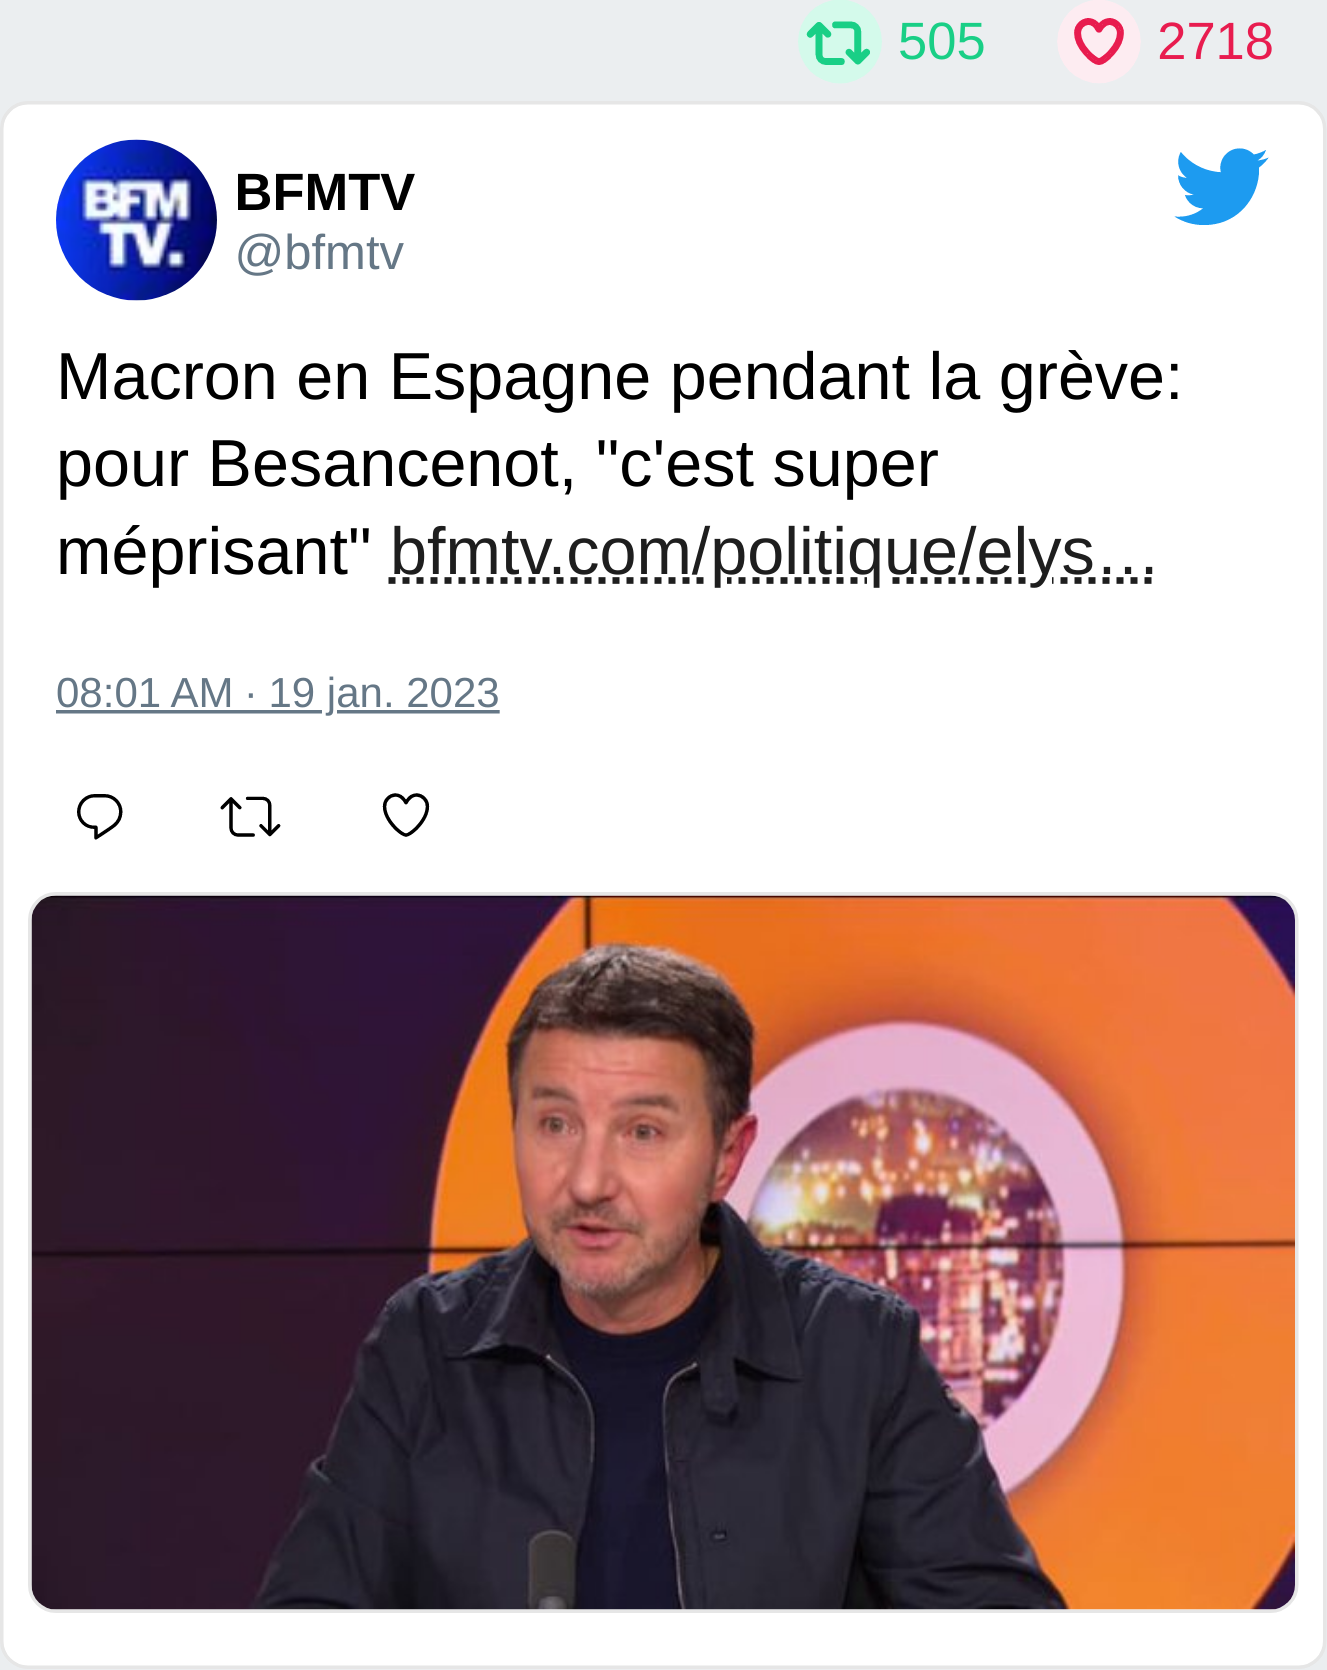 505 2718
BFM
TV.
BFMTV
@bfmtv
Macron en Espagne pendant la grève:
pour Besancenot, "c'est super
méprisant" bfmtv.com/politique/elys…
08:01 AM · 19 jan. 2023